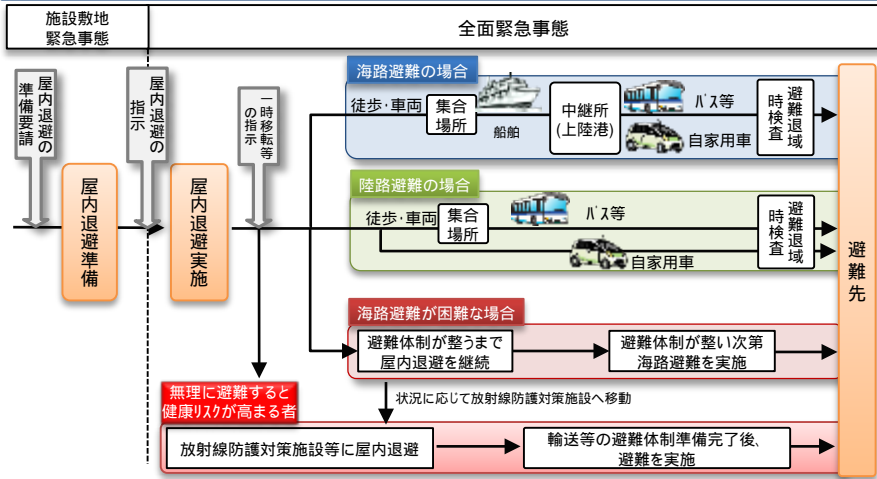 施設敷地
緊急事態
全面緊急事態
屋内退避の
準備要請
屋内退避準備
屋内退避の
指示
屋内退避実施
一時移転等
の指示
海路避難の場合
徒歩・車両
集合
場所
船舶
中継所
(上陸港)
バス等
自家用車
避難退域
時検査
陸路避難の場合
徒歩・車両
集合
場所
バス等
自家用車
避難退域
時検査
海路避難が困難な場合
避難体制が整うまで
屋内退避を継続
避難体制が整い次第
海路避難を実施
状況に応じて放射線防護対策施設へ移動
無理に避難すると
健康リスクが高まる者
放射線防護対策施設等に屋内退避
輸送等の避難体制準備完了後、
避難を実施
避難先